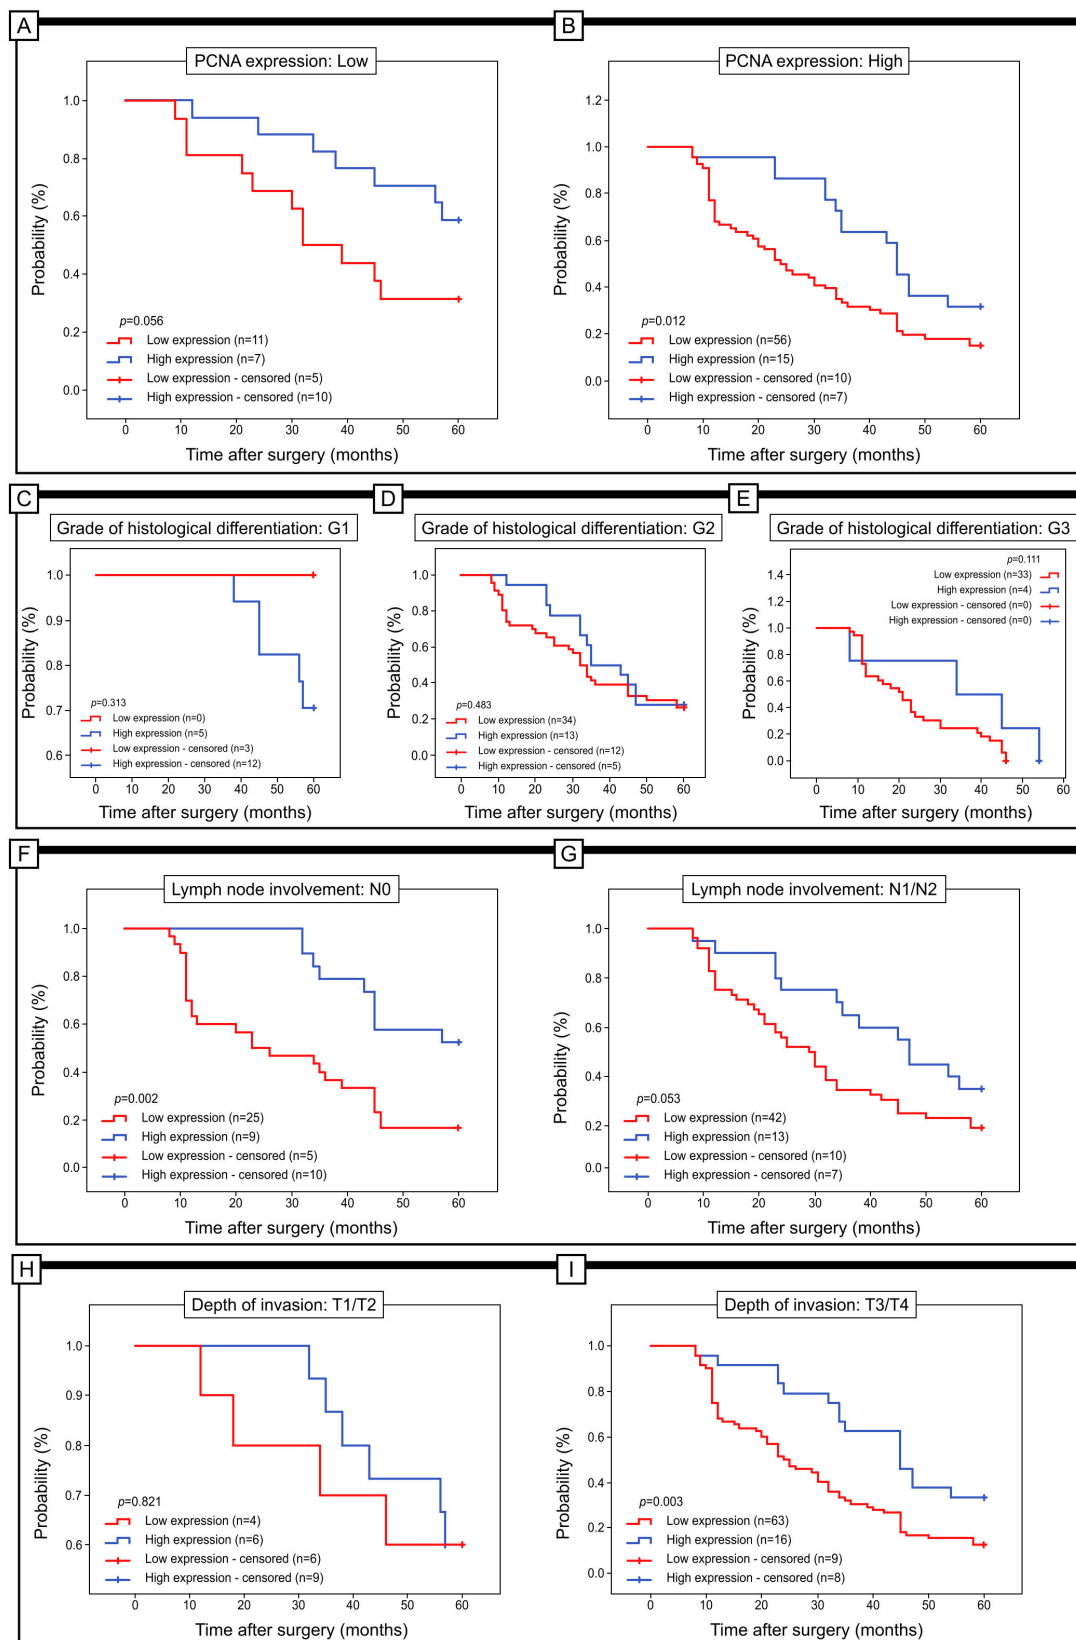 A
PCNA expression: Low
Probability (%)
1.0
0.8
0.6
0.4
0.2
0.0
p=0.056
Low expression (n=11)
High expression (n=7)
Low expression - censored (n=5)
High expression - censored (n=10)
0 10 20 30 40 50 60
Time after surgery (months)
B
PCNA expression: High
Probability (%)
1.2
1.0
0.8
0.6
0.4
0.2
0.0
p=0.012
Low expression (n=56)
High expression (n=15)
Low expression - censored (n=10)
High expression - censored (n=7)
0 10 20 30 40 50 60
Time after surgery (months)
C
Grade of histological differentiation: G1
Probability (%)
1.0
0.9
0.8
0.7
0.6
p=0.313
Low expression (n=0)
High expression (n=5)
Low expression - censored (n=3)
High expression - censored (n=12)
0 10 20 30 40 50 60
Time after surgery (months)
D
Grade of histological differentiation: G2
Probability (%)
1.0
0.8
0.6
0.4
0.2
0.0
p=0.483
Low expression (n=34)
High expression (n=13)
Low expression - censored (n=12)
High expression - censored (n=5)
0 10 20 30 40 50 60
Time after surgery (months)
E
Grade of histological differentiation: G3
Probability (%)
1.4
1.2
1.0
0.8
0.6
0.4
0.2
0.0
p=0.111
Low expression (n=33)
High expression (n=4)
Low expression - censored (n=0)
High expression - censored (n=0)
0 10 20 30 40 50 60
Time after surgery (months)
F
Lymph node involvement: N0
Probability (%)
1.0
0.8
0.6
0.4
0.2
0.0
p=0.002
Low expression (n=25)
High expression (n=9)
Low expression - censored (n=5)
High expression - censored (n=10)
0 10 20 30 40 50 60
Time after surgery (months)
G
Lymph node involvement: N1/N2
Probability (%)
1.0
0.8
0.6
0.4
0.2
0.0
p=0.053
Low expression (n=42)
High expression (n=13)
Low expression - censored (n=10)
High expression - censored (n=7)
0 10 20 30 40 50 60
Time after surgery (months)
H
Depth of invasion: T1/T2
Probability (%)
1.0
0.9
0.8
0.7
0.6
p=0.821
Low expression (n=4)
High expression (n=6)
Low expression - censored (n=6)
High expression - censored (n=9)
0 10 20 30 40 50 60
Time after surgery (months)
I
Depth of invasion: T3/T4
Probability (%)
1.0
0.8
0.6
0.4
0.2
0.0
p=0.003
Low expression (n=63)
High expression (n=16)
Low expression - censored (n=9)
High expression - censored (n=8)
0 10 20 30 40 50 60
Time after surgery (months)